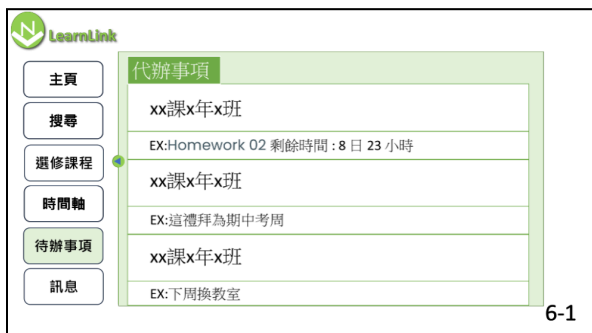 LearnLink
主頁
搜尋
選修課程
時間軸
待辦事項
訊息
代辦事項
xx課x年x班
EX:Homework 02 剩餘時間 : 8 日 23 小時
xx課x年x班
EX:這禮拜為期中考周
xx課x年x班
EX:下周換教室
6-1